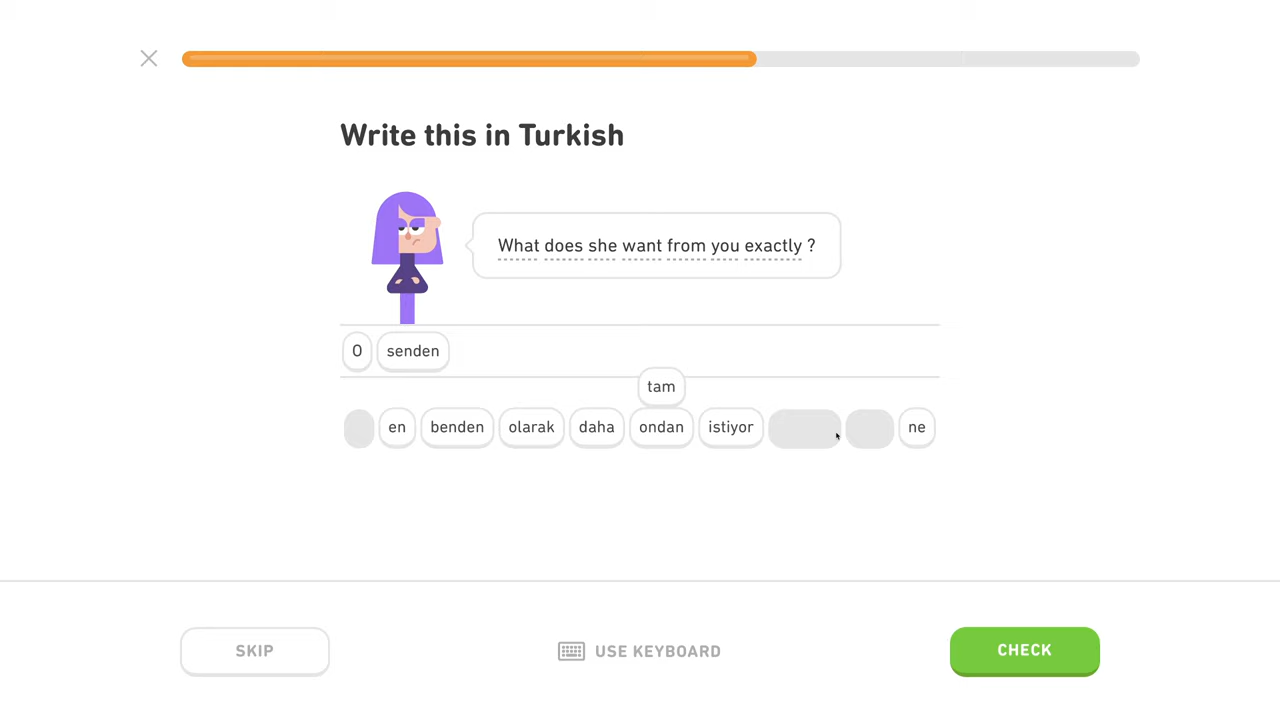 Write this in Turkish
What does she want from you exactly ?
O senden
tam
en benden olarak daha ondan istiyor ne
SKIP USE KEYBOARD CHECK